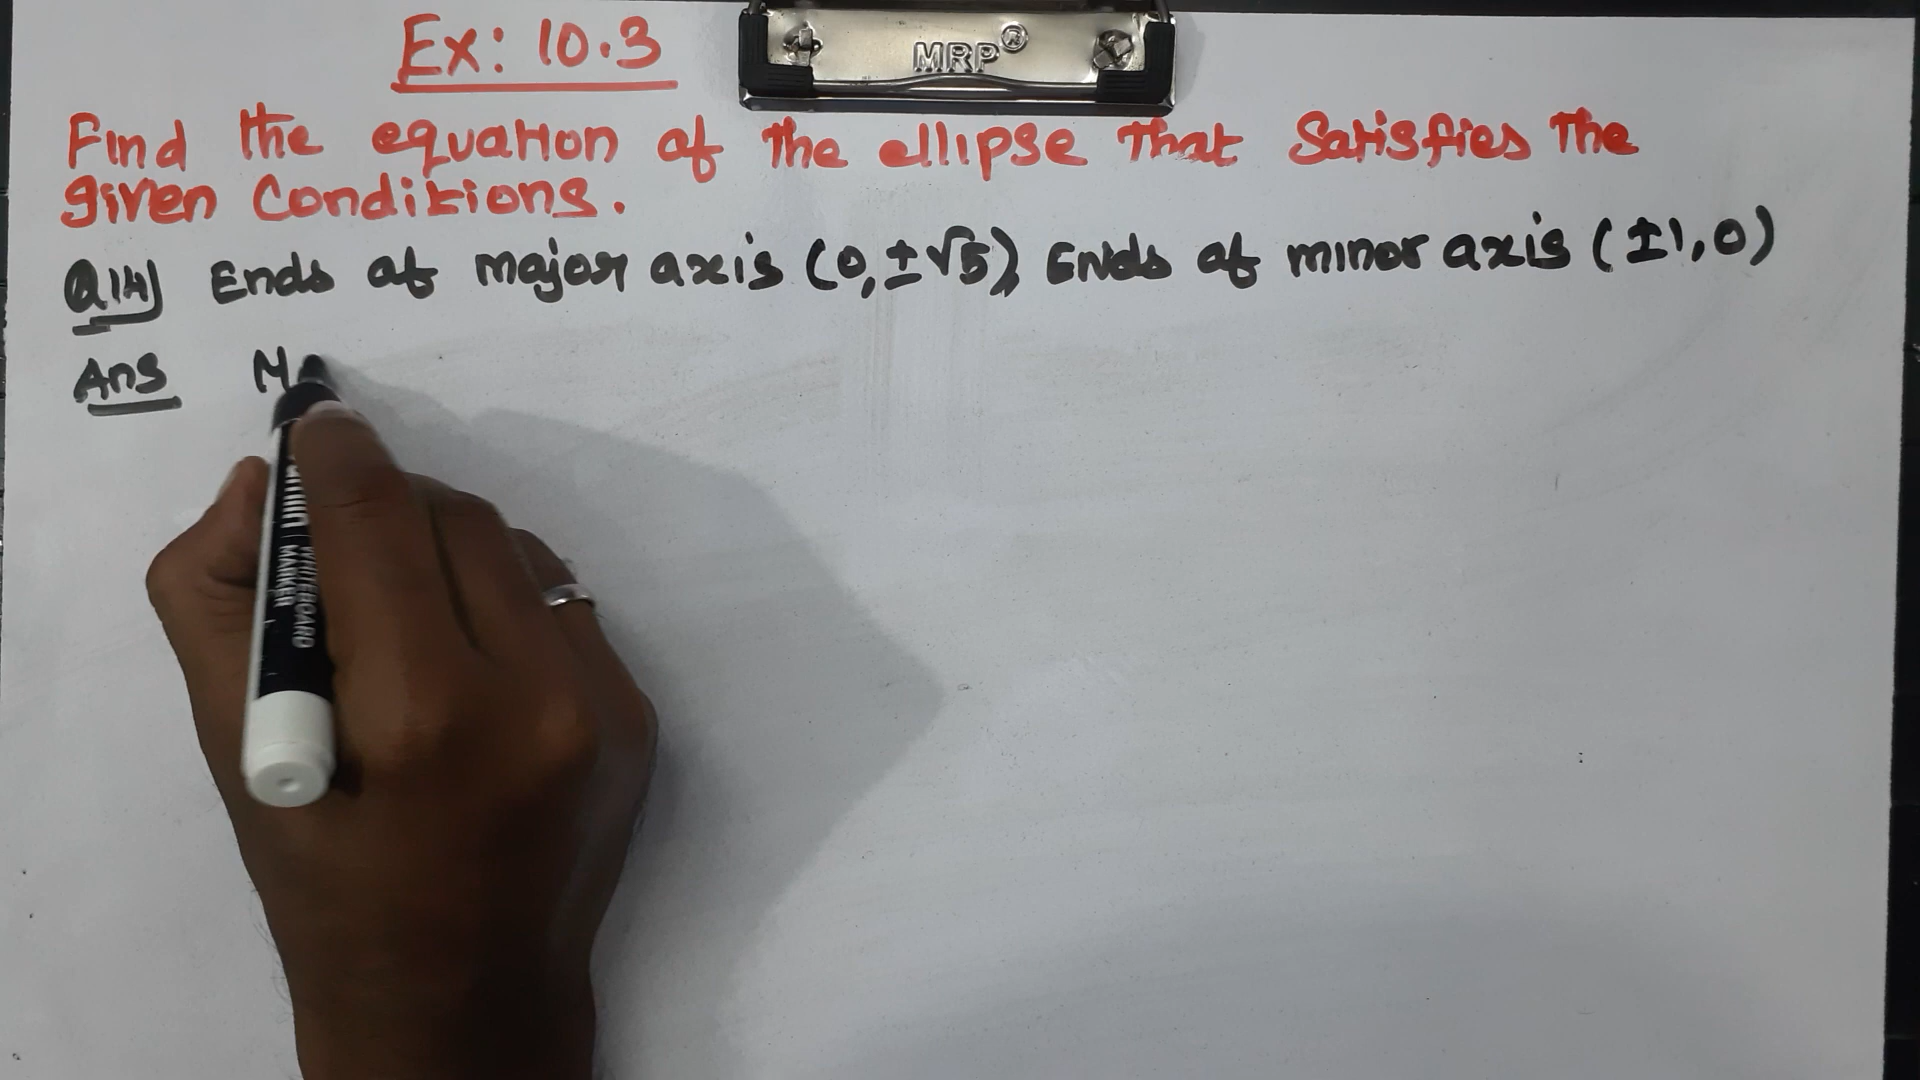 Ex: 10.3
MRP®
Find the equation of the ellipse that Satisfies The
given Conditions.
Q14) Ends of major axis (0,±√5), Ends of minor axis (±1,0)
Ans M
WHITEBOARD
MARKER